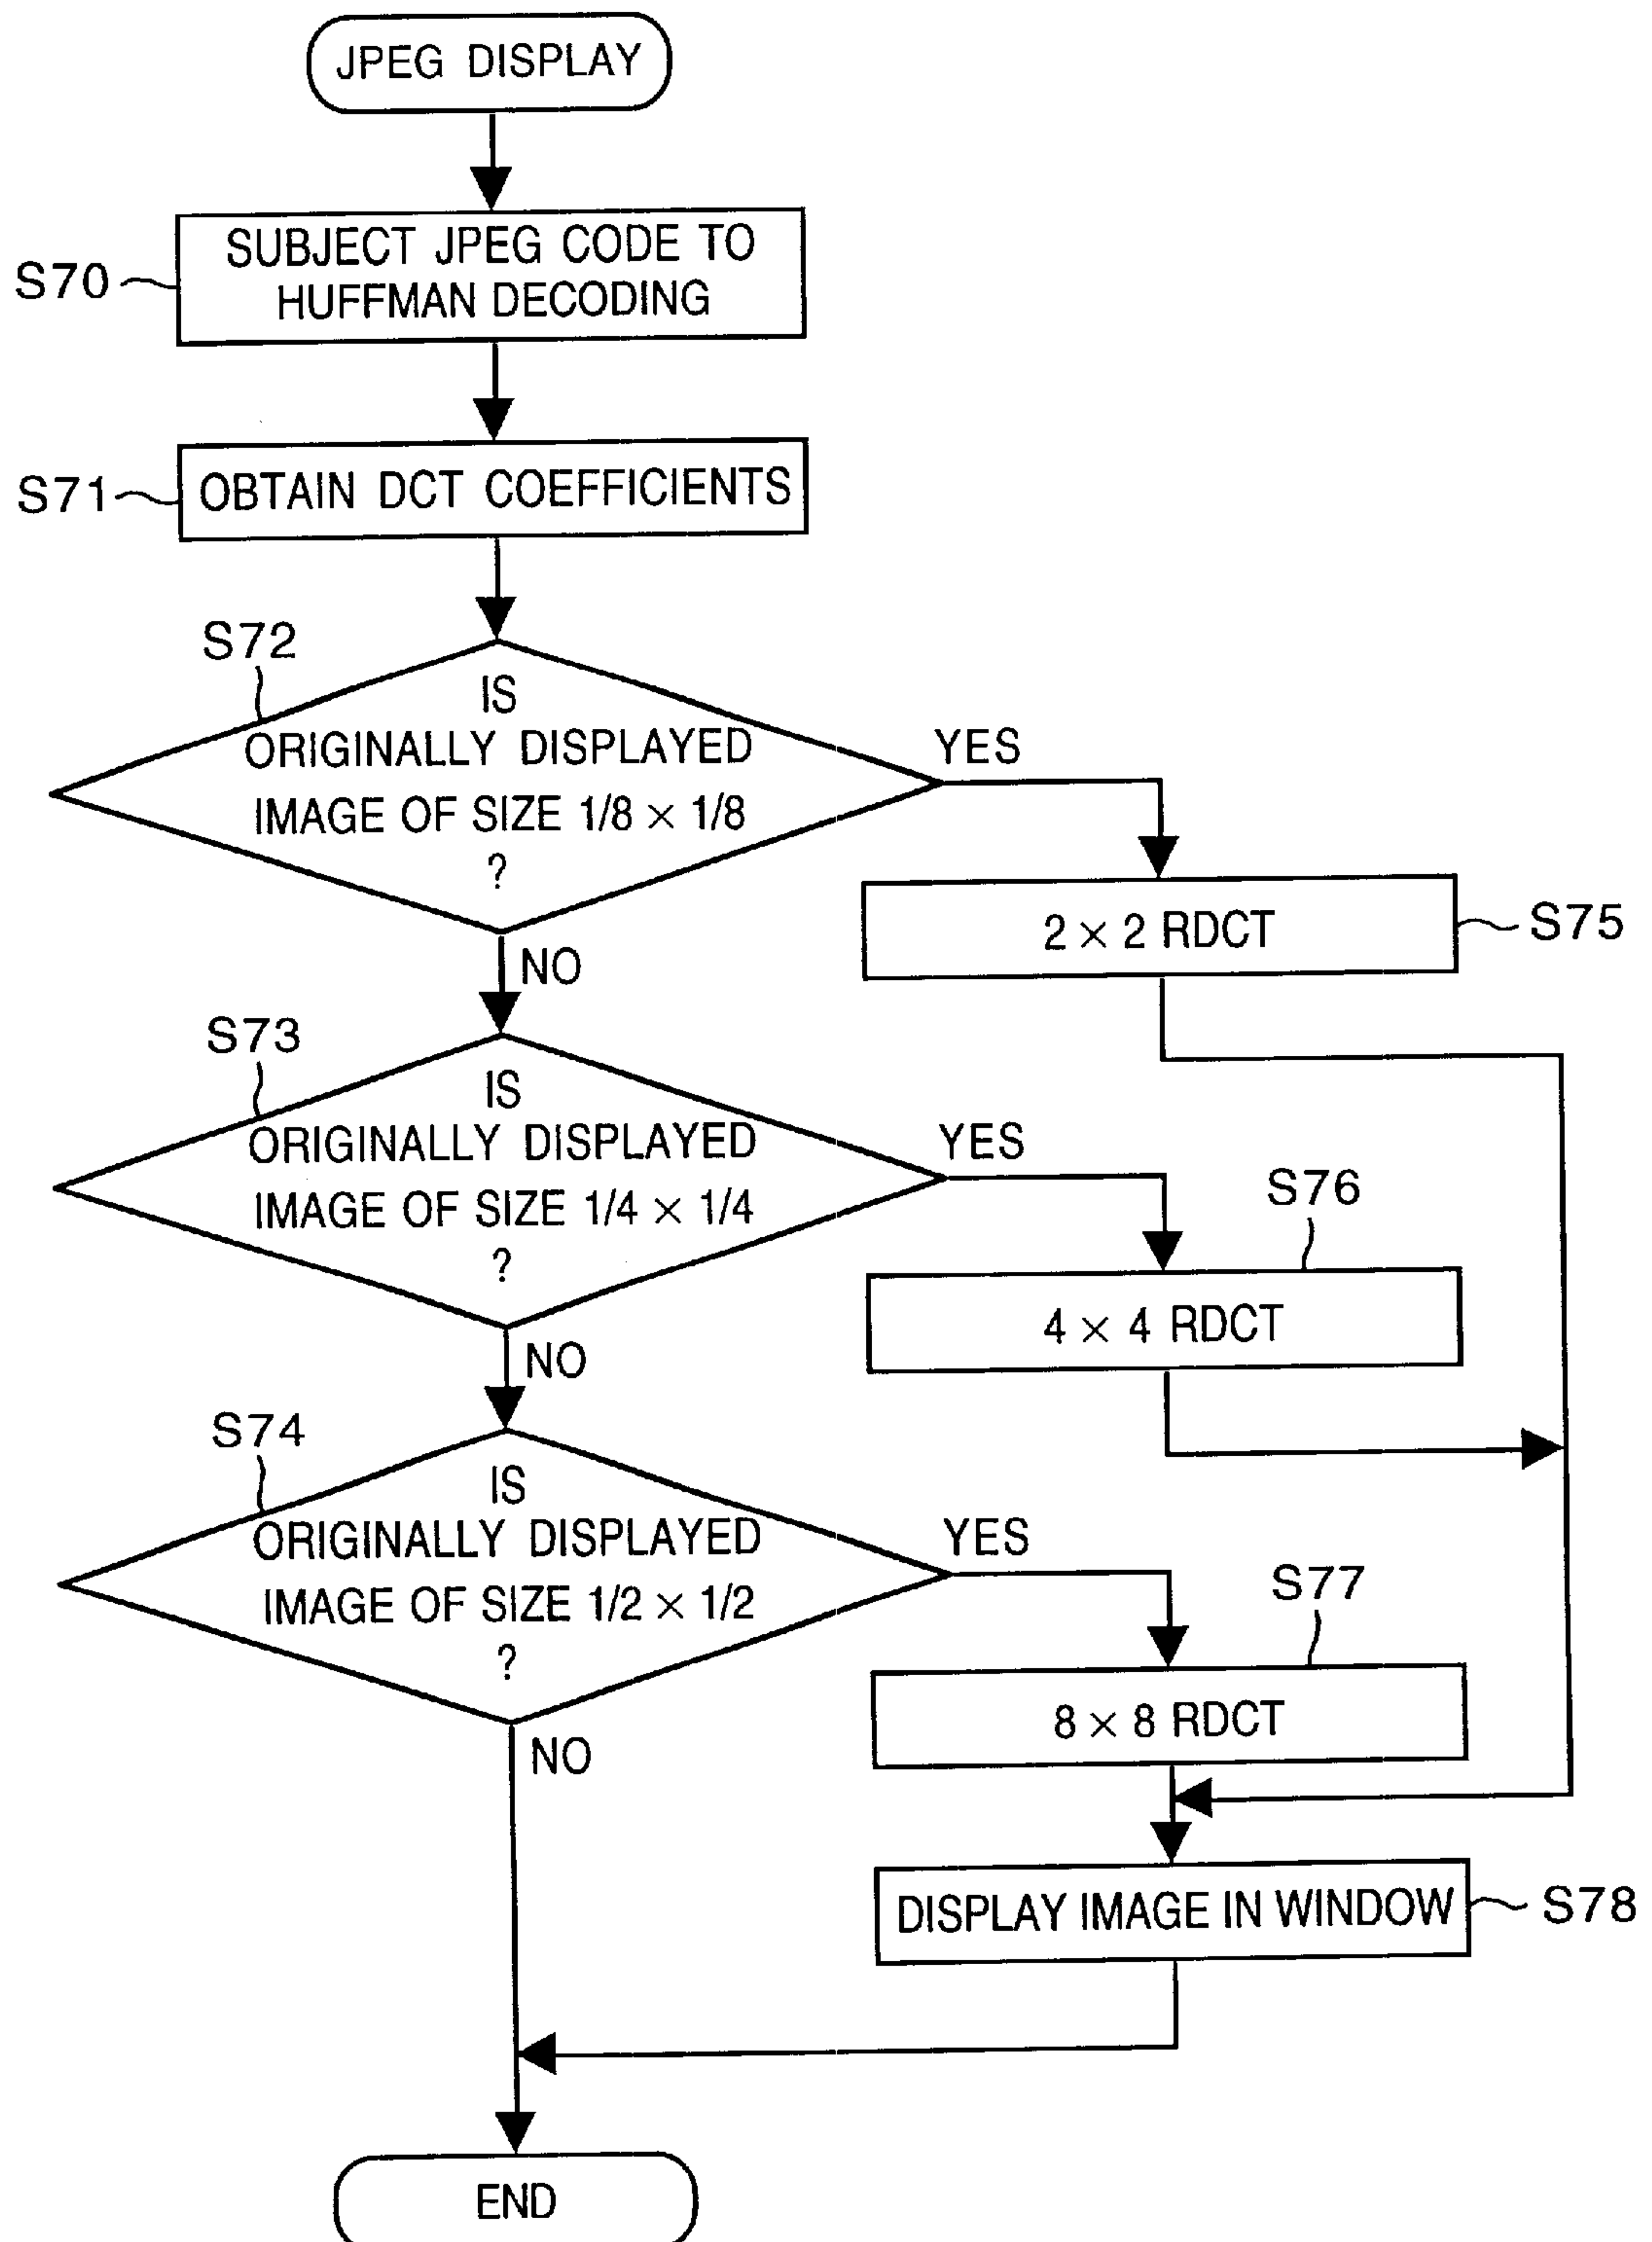 JPEG DISPLAY
S70
SUBJECT JPEG CODE TO
HUFFMAN DECODING
S71
OBTAIN DCT COEFFICIENTS
S72
IS
ORIGINALLY DISPLAYED
IMAGE OF SIZE 1/8 × 1/8
?
YES
NO
2 × 2 RDCT
S75
S73
IS
ORIGINALLY DISPLAYED
IMAGE OF SIZE 1/4 × 1/4
?
YES
NO
S76
4 × 4 RDCT
S74
IS
ORIGINALLY DISPLAYED
IMAGE OF SIZE 1/2 × 1/2
?
YES
NO
S77
8 × 8 RDCT
DISPLAY IMAGE IN WINDOW
S78
END